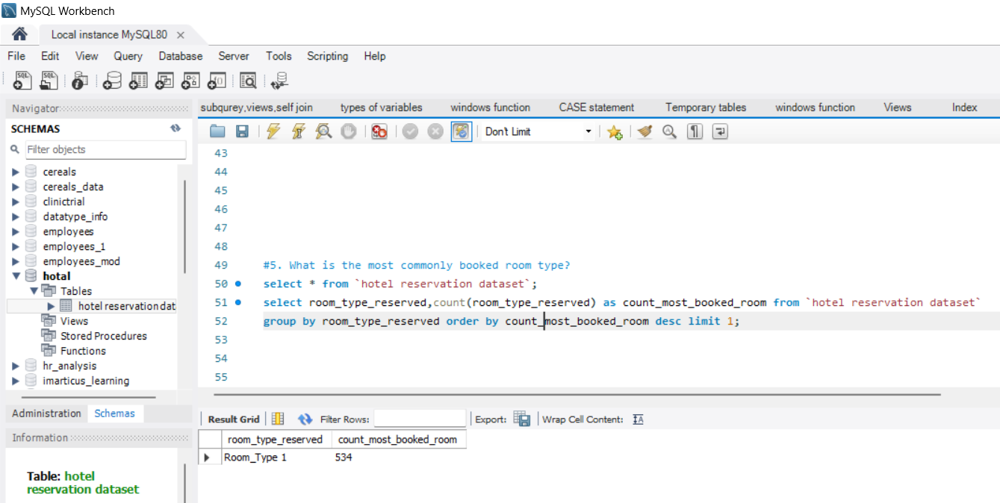 MySQL Workbench
Local instance MySQL80
File Edit View Query Database Server Tools Scripting Help
Navigator
SCHEMAS
Filter objects
cereals
cereals_data
clinictrial
datatype_info
employees
employees_1
employees_mod
hotal
Tables
hotel reservation dat
Views
Stored Procedures
Functions
hr_analysis
imarticus_learning
Administration Schemas
Information
Table: hotel
reservation dataset
subqurey,views,self join types of variables windows function CASE statement Temporary tables windows function Views Index
Don't Limit
43
44
45
46
47
48
49 #5. What is the most commonly booked room type?
50 select * from `hotel reservation dataset`;
51 select room_type_reserved,count(room_type_reserved) as count_most_booked_room from `hotel reservation dataset`
52 group by room_type_reserved order by count_most_booked_room desc limit 1;
53
54
55
Result Grid Filter Rows: Export: Wrap Cell Content:
room_type_reserved count_most_booked_room
Room_Type 1 534